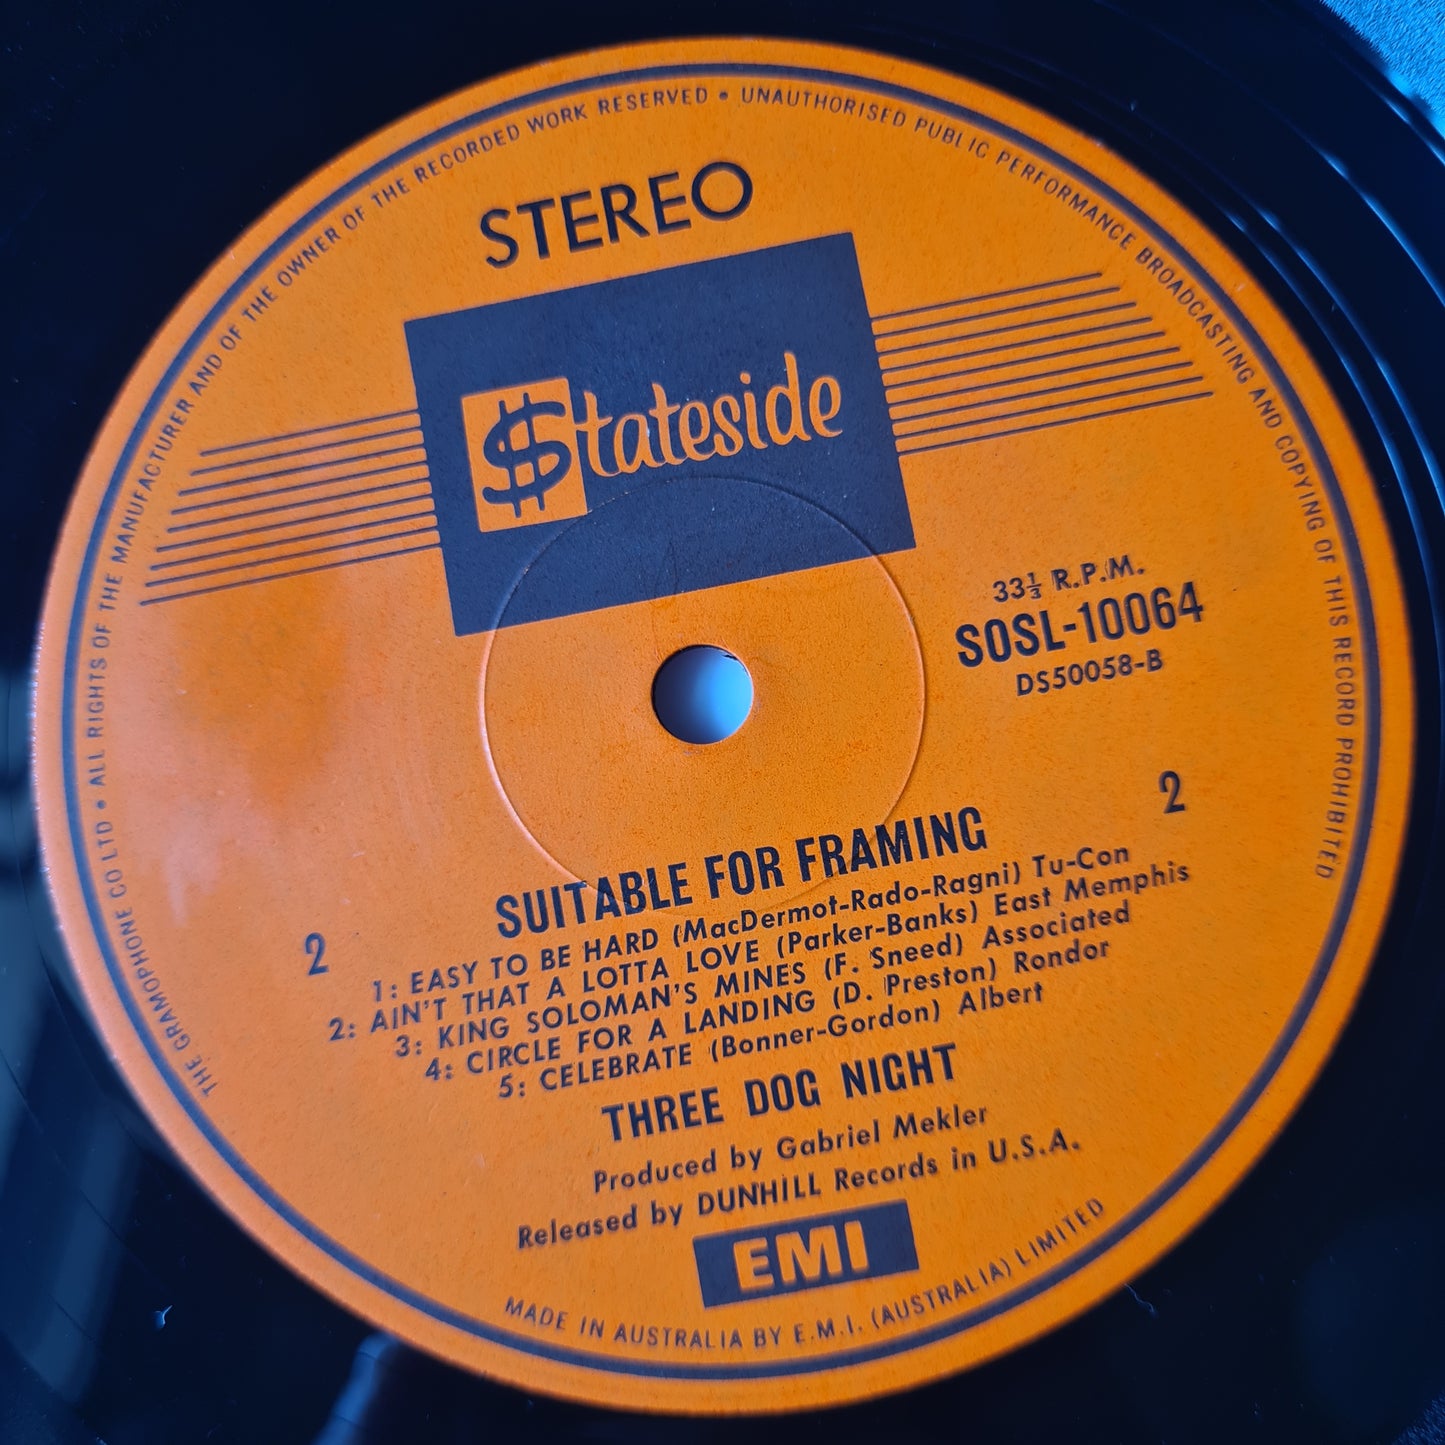 THE GRAMOPHONE CO LTD • ALL RIGHTS OF THE MANUFACTURER AND OF THE OWNER OF THE RECORDED WORK RESERVED • UNAUTHORISED PUBLIC PERFORMANCE BROADCASTING AND COPYING OF THIS RECORD PROHIBITED
STEREO
$tateside
33⅓ R.P.M.
SOSL-10064
DS50058-B
2
2
SUITABLE FOR FRAMING
1: EASY TO BE HARD (MacDermot-Rado-Ragni) Tu-Con
2: AIN'T THAT A LOTTA LOVE (Parker-Banks) East Memphis
3: KING SOLOMAN'S MINES (F. Sneed) Associated
4: CIRCLE FOR A LANDING (D. Preston) Rondor
5: CELEBRATE (Bonner-Gordon) Albert
THREE DOG NIGHT
Produced by Gabriel Mekler
Released by DUNHILL Records in U.S.A.
EMI
MADE IN AUSTRALIA BY E.M.I. (AUSTRALIA) LIMITED